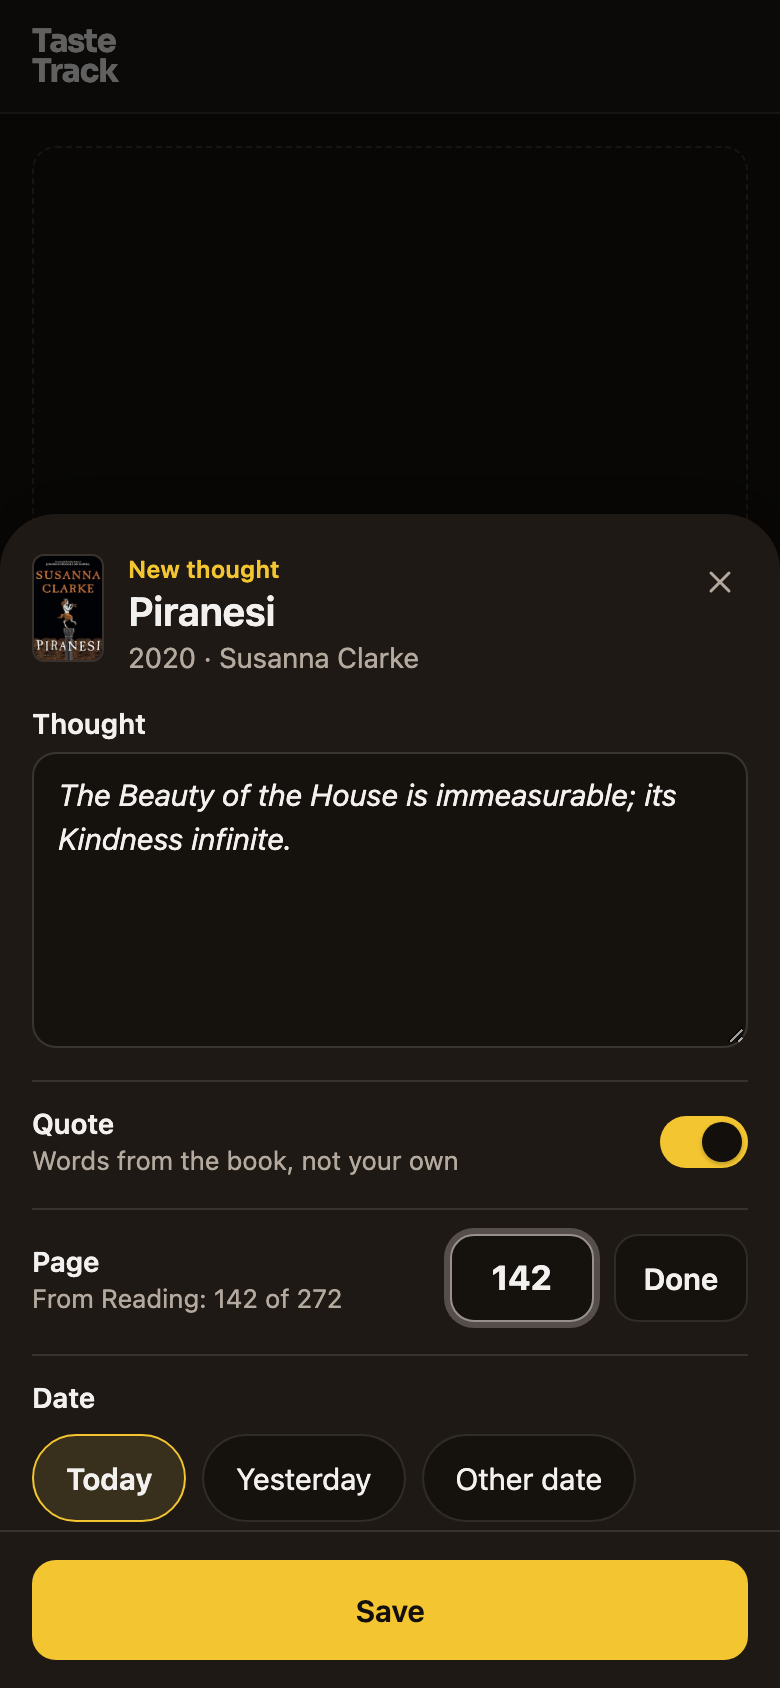 Taste
Track
SUSANNA
CLARKE
PIRANESI
New thought
Piranesi
2020 · Susanna Clarke
Thought
The Beauty of the House is immeasurable; its
Kindness infinite.
Quote
Words from the book, not your own
Page
From Reading: 142 of 272
142
Done
Date
Today
Yesterday
Other date
Save